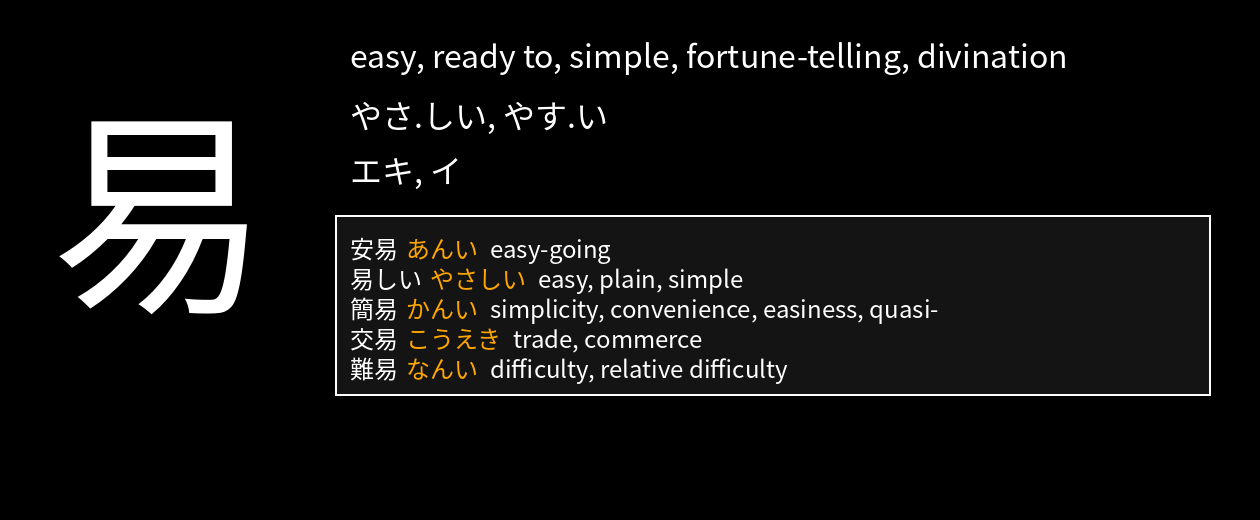 易
easy, ready to, simple, fortune-telling, divination
やさ.しい, やす.い
エキ, イ
安易 あんい easy-going
易しい やさしい easy, plain, simple
簡易 かんい simplicity, convenience, easiness, quasi-
交易 こうえき trade, commerce
難易 なんい difficulty, relative difficulty